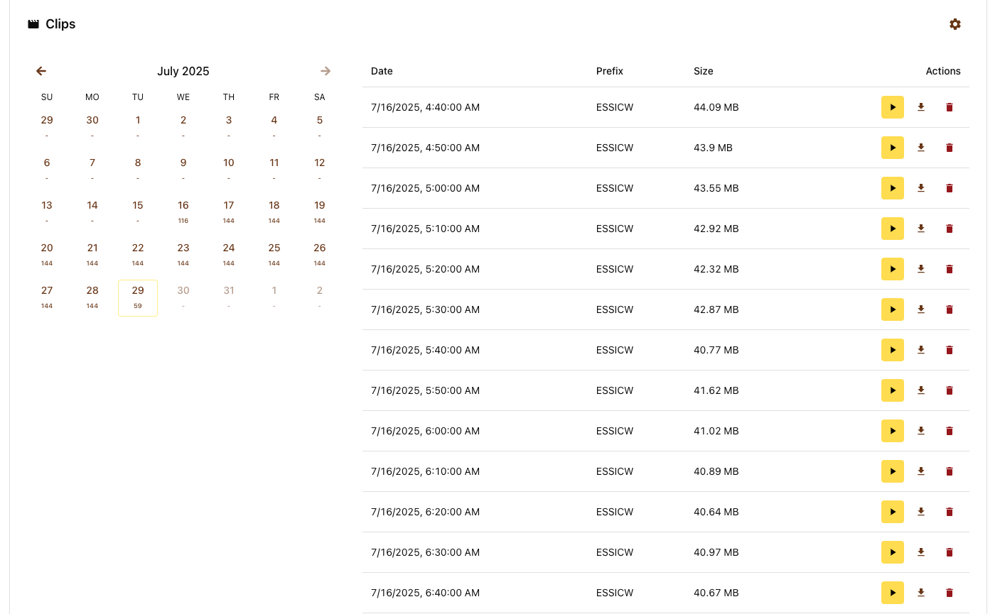 Clips
July 2025
SU MO TU WE TH FR SA
29 30 1 2 3 4 5
- - - - - - -
6 7 8 9 10 11 12
- - - - - - -
13 14 15 16 17 18 19
- - - 116 144 144 144
20 21 22 23 24 25 26
144 144 144 144 144 144 144
27 28 29 30 31 1 2
144 144 59 - - - -
Date Prefix Size Actions
7/16/2025, 4:40:00 AM ESSICW 44.09 MB
7/16/2025, 4:50:00 AM ESSICW 43.9 MB
7/16/2025, 5:00:00 AM ESSICW 43.55 MB
7/16/2025, 5:10:00 AM ESSICW 42.92 MB
7/16/2025, 5:20:00 AM ESSICW 42.32 MB
7/16/2025, 5:30:00 AM ESSICW 42.87 MB
7/16/2025, 5:40:00 AM ESSICW 40.77 MB
7/16/2025, 5:50:00 AM ESSICW 41.62 MB
7/16/2025, 6:00:00 AM ESSICW 41.02 MB
7/16/2025, 6:10:00 AM ESSICW 40.89 MB
7/16/2025, 6:20:00 AM ESSICW 40.64 MB
7/16/2025, 6:30:00 AM ESSICW 40.97 MB
7/16/2025, 6:40:00 AM ESSICW 40.67 MB